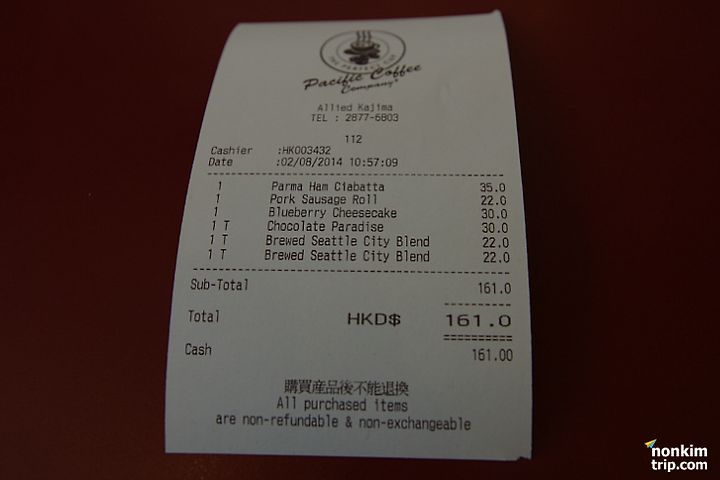 THE PERFECT CUP
Pacific Coffee
Company
Allied Kajima
TEL : 2877-6803
112
Cashier :HK003432
Date :02/08/2014 10:57:09
1 Parma Ham Ciabatta 35.0
1 Pork Sausage Roll 22.0
1 Blueberry Cheesecake 30.0
1 T Chocolate Paradise 30.0
1 T Brewed Seattle City Blend 22.0
1 T Brewed Seattle City Blend 22.0
Sub-Total 161.0
Total HKD$ 161.0
Cash 161.00
購買產品後不能退換
All purchased items
are non-refundable & non-exchangeable
nonkim
trip.com